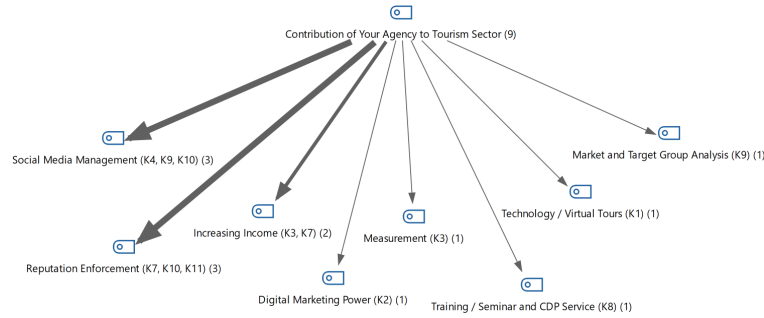 Contribution of Your Agency to Tourism Sector (9)
Social Media Management (K4, K9, K10) (3)
Market and Target Group Analysis (K9) (1)
Increasing Income (K3, K7) (2)
Technology / Virtual Tours (K1) (1)
Measurement (K3) (1)
Reputation Enforcement (K7, K10, K11) (3)
Digital Marketing Power (K2) (1)
Training / Seminar and CDP Service (K8) (1)